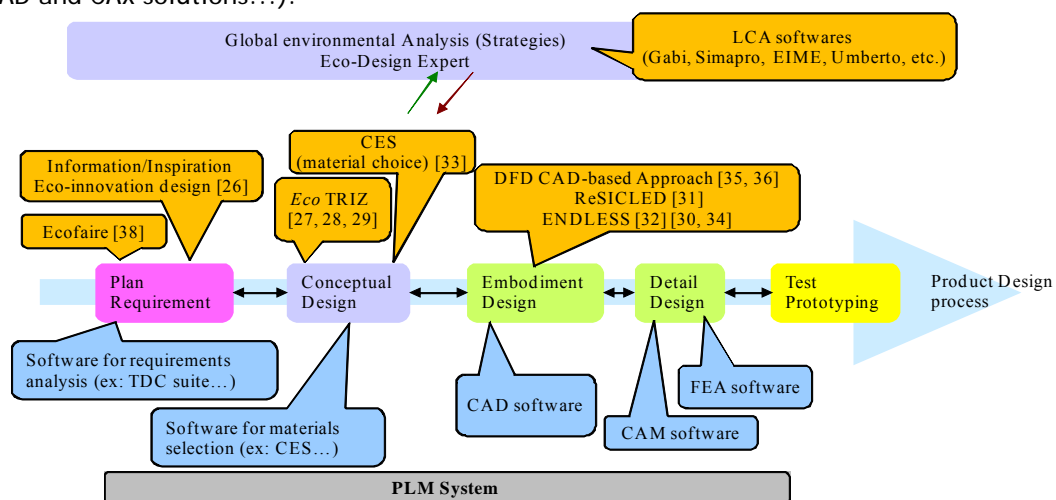 AD and CAx solutions...).
Global environmental Analysis (Strategies)
Eco-Design Expert
LCA softwares
(Gabi, Simapro, EIME, Umberto, etc.)
Information/Inspiration
Eco-innovation design [26]
CES
(material choice) [33]
Eco TRIZ
[27, 28, 29]
DFD CAD-based Approach [35, 36]
ReSICLED [31]
ENDLESS [32] [30, 34]
Ecofaire [38]
Plan
Requirement
Conceptual
Design
Embodiment
Design
Detail
Design
Test
Prototyping
Product Design
process
Software for requirements
analysis (ex: TDC suite...)
Software for materials
selection (ex: CES...)
CAD software
CAM software
FEA software
PLM System